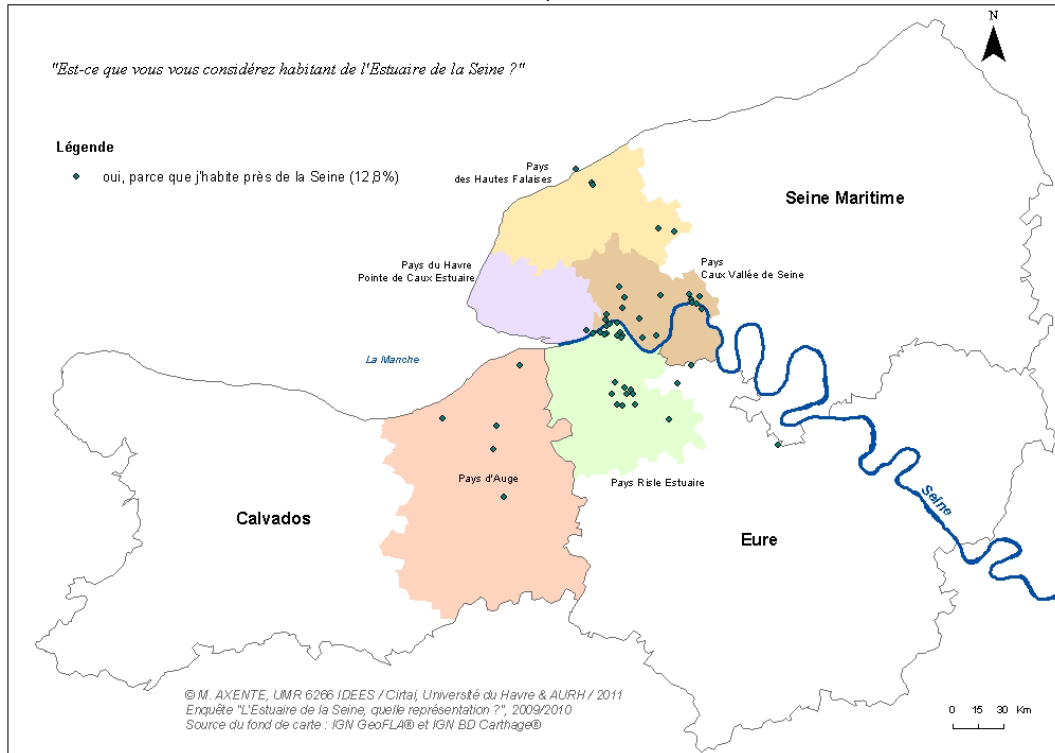 N
"Est-ce que vous vous considérez habitant de l'Estuaire de la Seine ?"
Légende
oui, parce que j'habite près de la Seine (12,8%)
Pays
des Hautes Falaises
Seine Maritime
Pays du Havre
Pointe de Caux Estuaire
Pays
Caux Vallée de Seine
La Manche
Pays d'Auge
Pays Risle Estuaire
Seine
Calvados
Eure
© M. AXENTE, UMR 6266 IDEES / Cirtai, Université du Havre & AURH / 2011
Enquête "L'Estuaire de la Seine, quelle représentation ?", 2009/2010
Source du fond de carte : IGN GeoFLA® et IGN BD Carthage®
0 15 30 Km